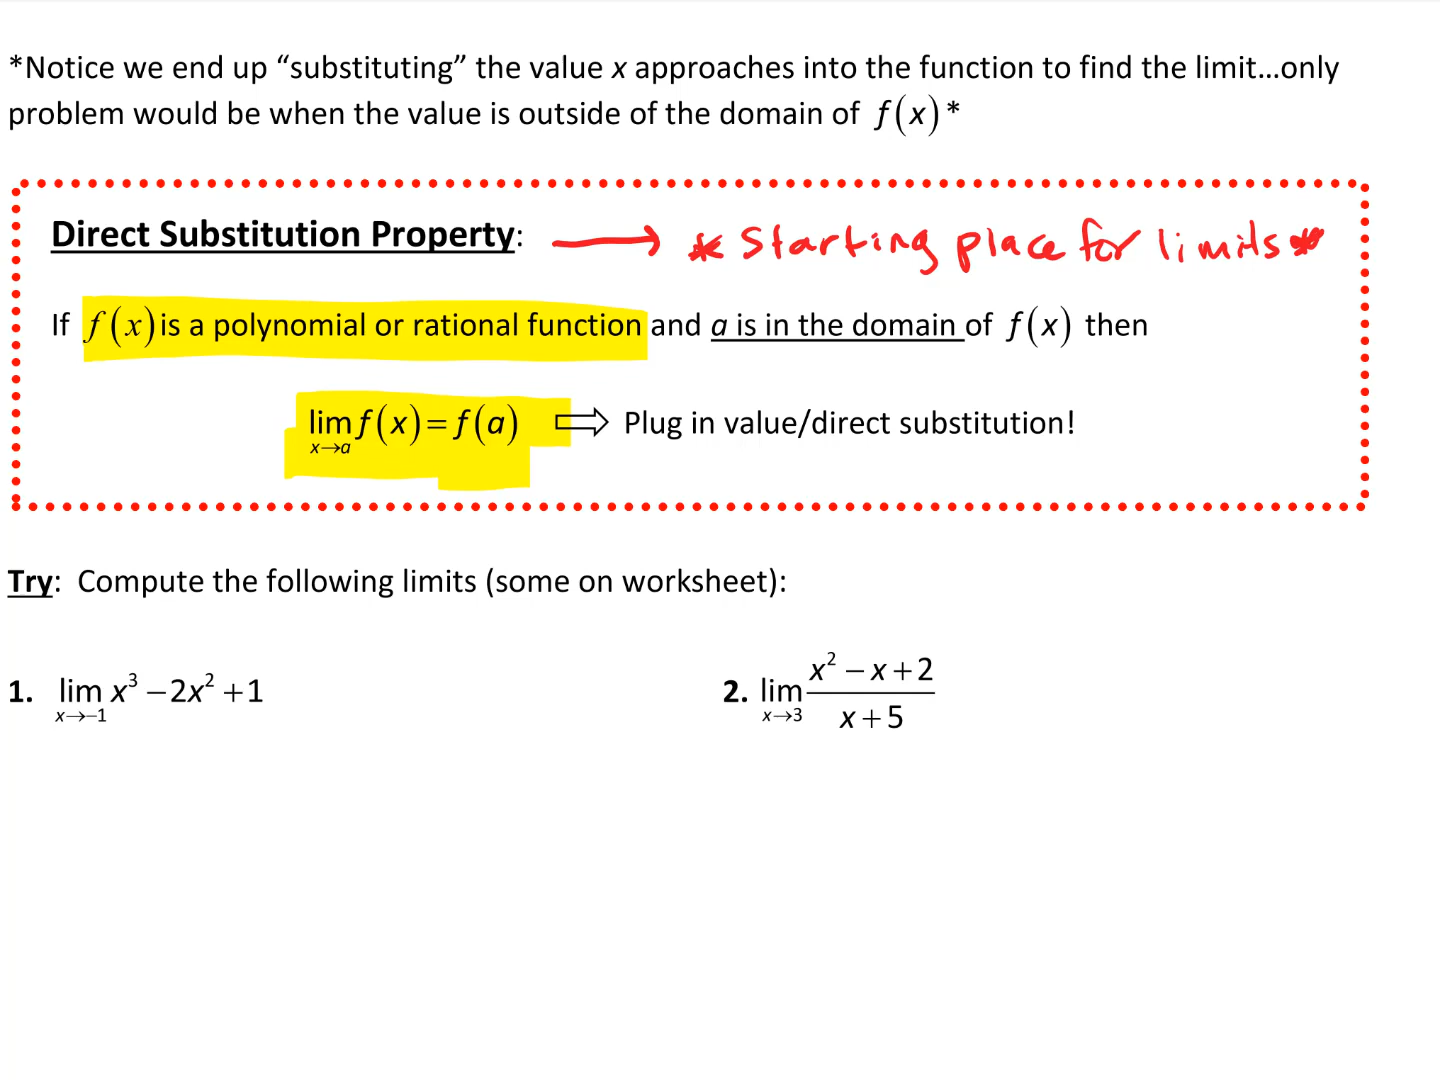 *Notice we end up “substituting” the value x approaches into the function to find the limit…only
problem would be when the value is outside of the domain of f(x)*
Direct Substitution Property: → * Starting place for limits *
If f(x) is a polynomial or rational function and a is in the domain of f(x) then
lim x→a f(x) = f(a) ⇨ Plug in value/direct substitution!
Try: Compute the following limits (some on worksheet):
1. lim x→−1 x³ − 2x² + 1
2. lim x→3 (x² − x + 2)/(x + 5)